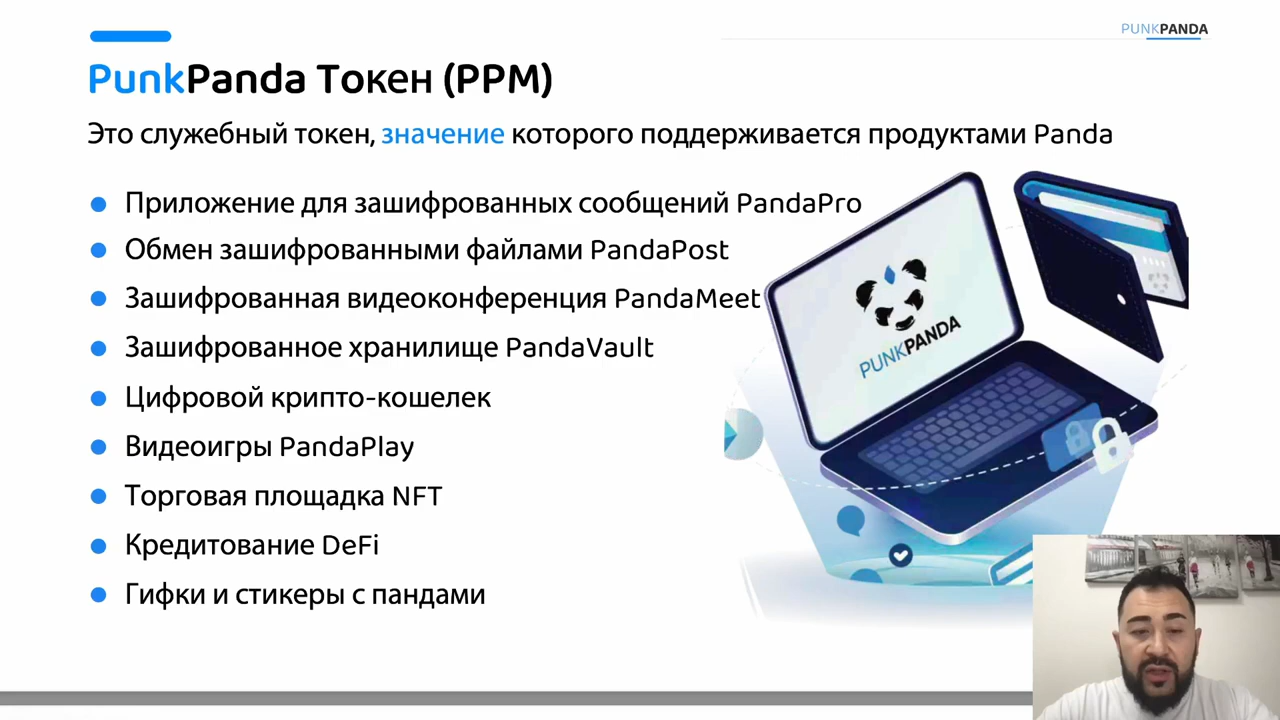 PUNKPANDA
PunkPanda Токен (PPM)
Это служебный токен, значение которого поддерживается продуктами Panda
Приложение для зашифрованных сообщений PandaPro
Обмен зашифрованными файлами PandaPost
Зашифрованная видеоконференция PandaMeet
Зашифрованное хранилище PandaVault
Цифровой крипто-кошелек
Видеоигры PandaPlay
Торговая площадка NFT
Кредитование DeFi
Гифки и стикеры с пандами
PUNKPANDA